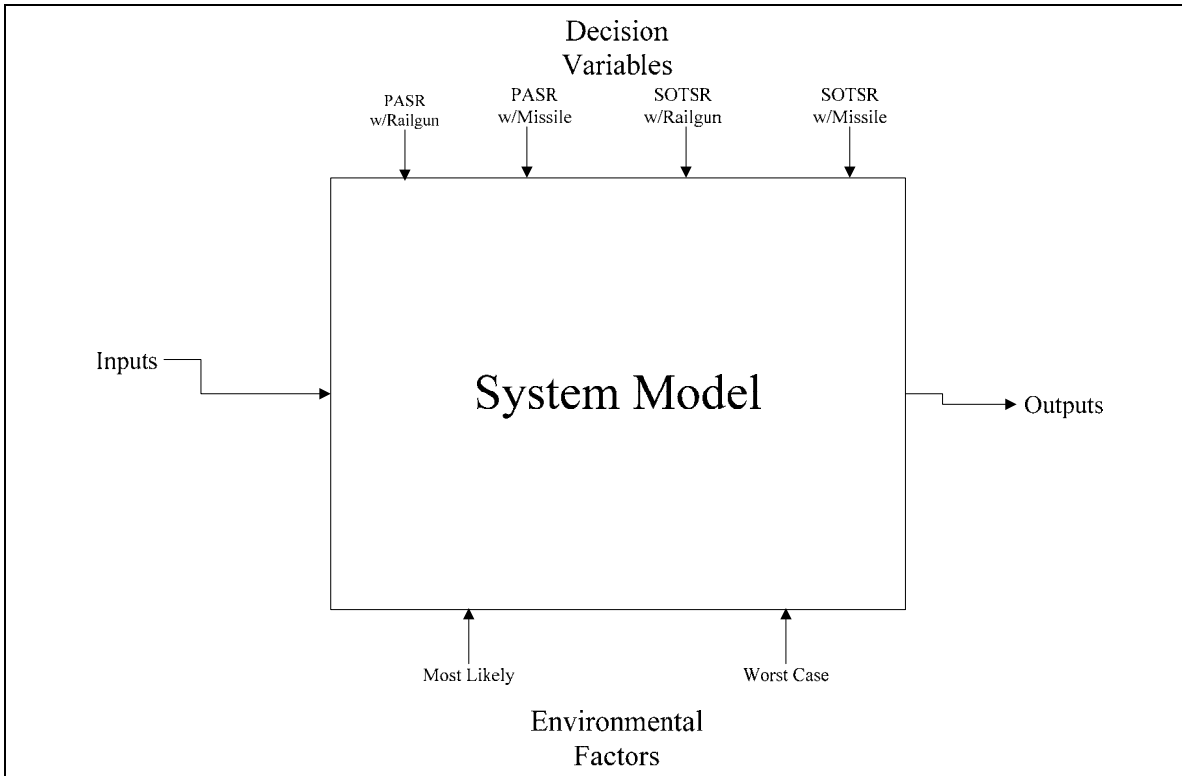 Decision
Variables
PASR
w/Railgun
PASR
w/Missile
SOTSR
w/Railgun
SOTSR
w/Missile
Inputs
System Model
Outputs
Most Likely
Worst Case
Environmental
Factors